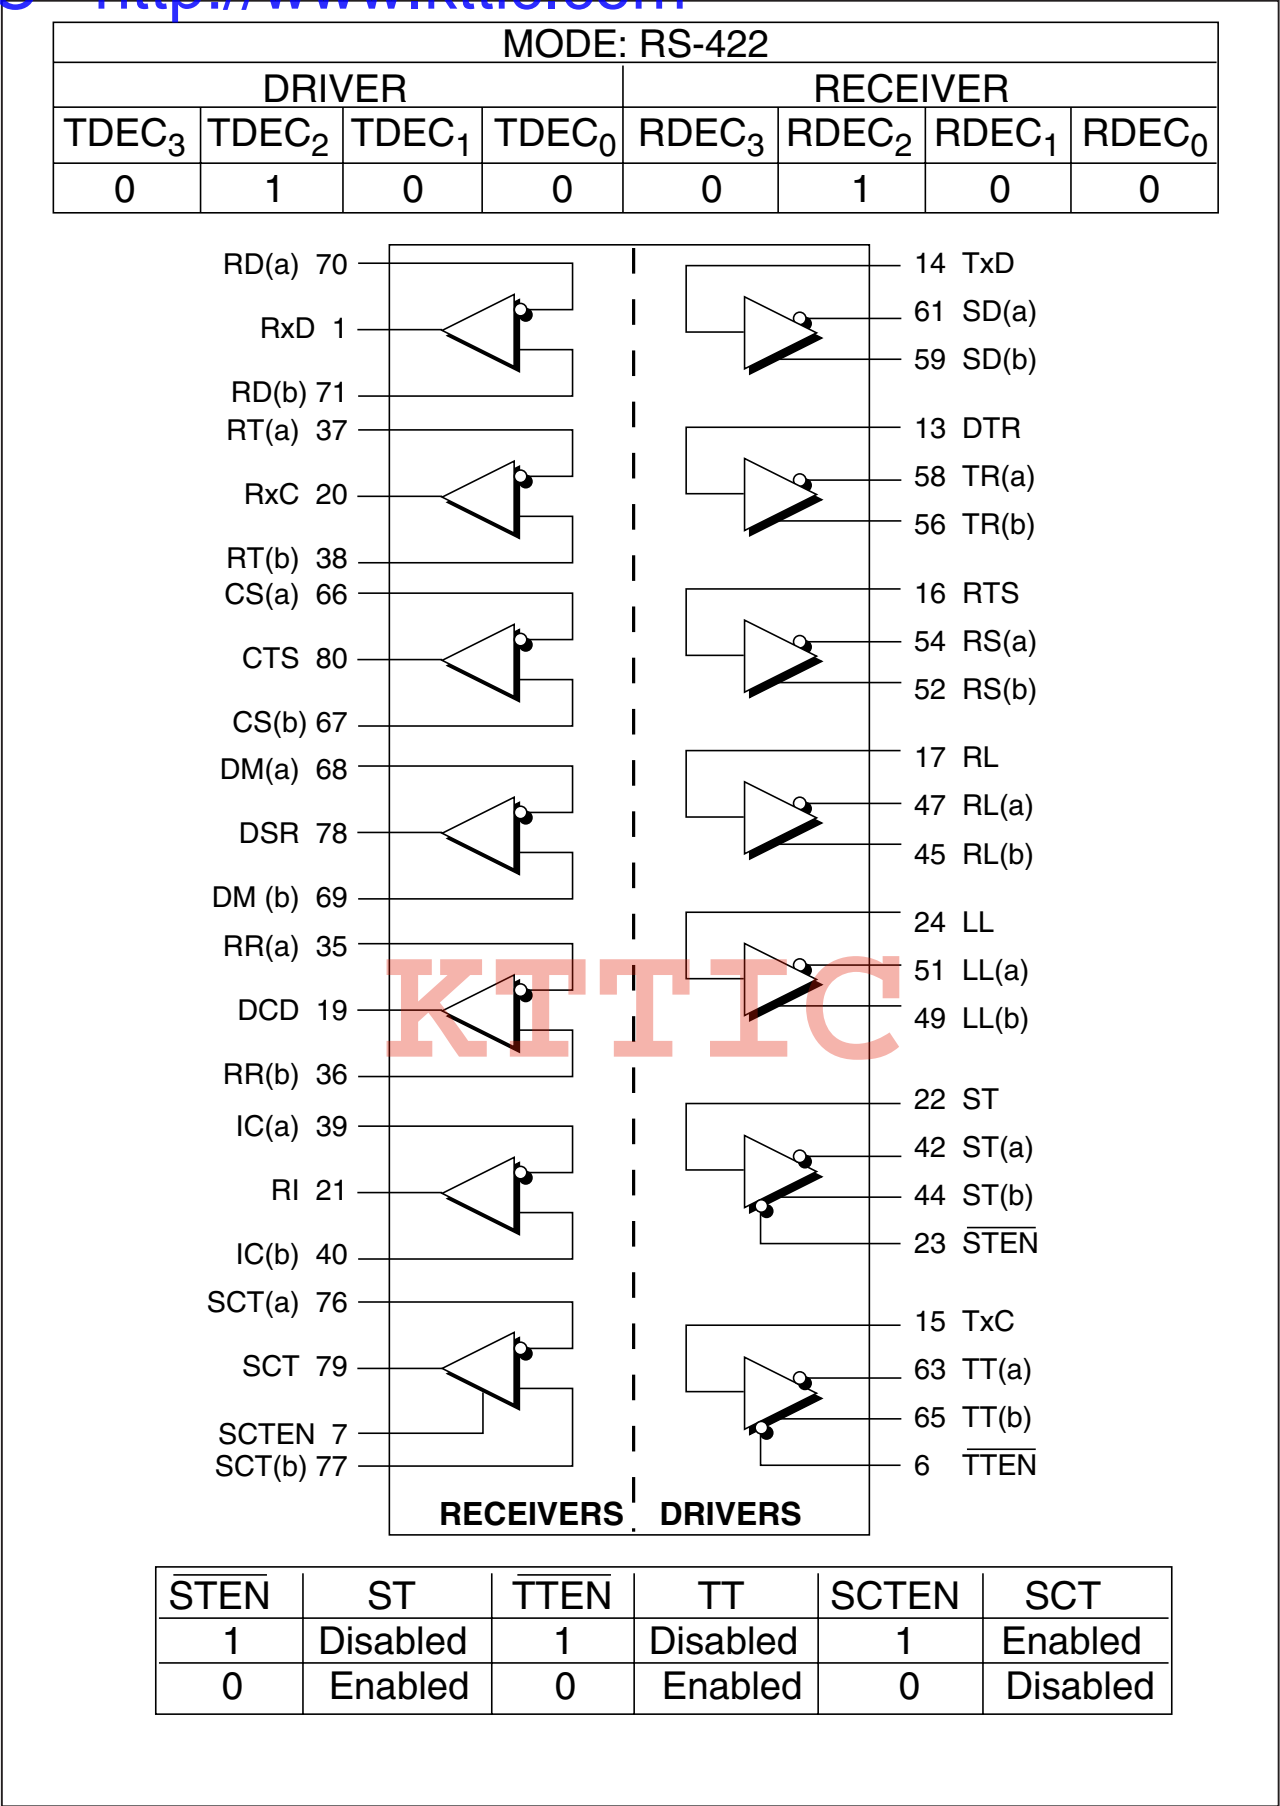 MODE: RS-422
DRIVER RECEIVER
TDEC3 TDEC2 TDEC1 TDEC0 RDEC3 RDEC2 RDEC1 RDEC0
0 1 0 0 0 1 0 0
RD(a) 70
RxD 1
RD(b) 71
RT(a) 37
RxC 20
RT(b) 38
CS(a) 66
CTS 80
CS(b) 67
DM(a) 68
DSR 78
DM (b) 69
RR(a) 35
DCD 19
RR(b) 36
IC(a) 39
RI 21
IC(b) 40
SCT(a) 76
SCT 79
SCTEN 7
SCT(b) 77
14 TxD
61 SD(a)
59 SD(b)
13 DTR
58 TR(a)
56 TR(b)
16 RTS
54 RS(a)
52 RS(b)
17 RL
47 RL(a)
45 RL(b)
24 LL
51 LL(a)
49 LL(b)
22 ST
42 ST(a)
44 ST(b)
23 STEN
15 TxC
63 TT(a)
65 TT(b)
6 TTEN
KTTIC
RECEIVERS DRIVERS
STEN ST TTEN TT SCTEN SCT
1 Disabled 1 Disabled 1 Enabled
0 Enabled 0 Enabled 0 Disabled